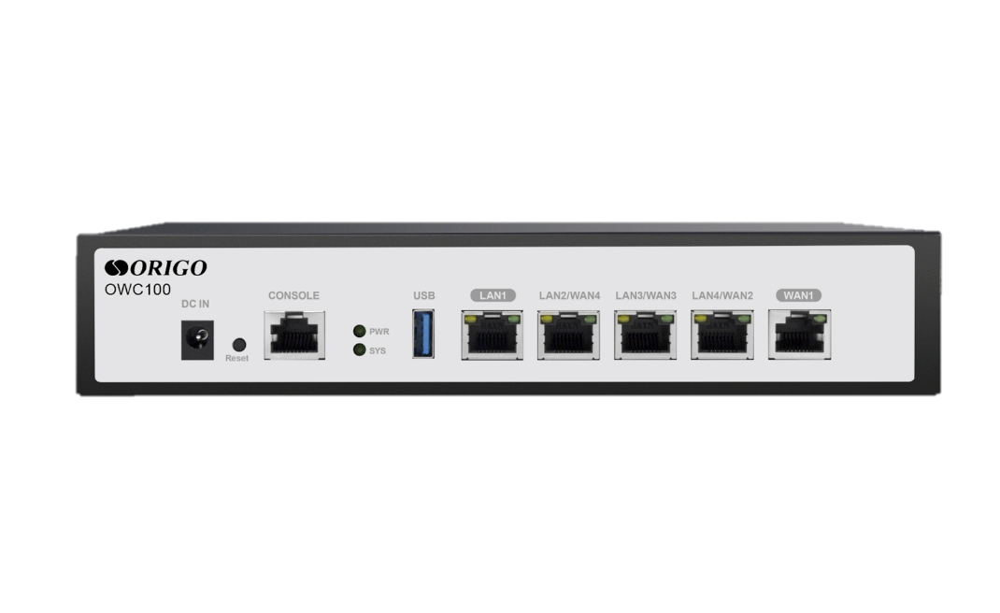 ORIGO
OWC100
DC IN
Reset
CONSOLE
PWR
SYS
USB
LAN1
LAN2/WAN4
LAN3/WAN3
LAN4/WAN2
WAN1